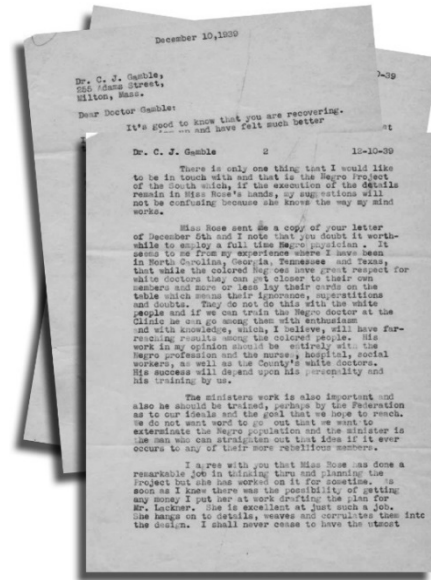 December 10,1939
Dr. C. J. Gamble,
255 Adams Street,
Milton, Mass.
Dear Doctor Gamble:
It's good to know that you are recovering.
up and have felt much better
0-39
et
Dr. C. J. Gamble 2 12-10-39
There is only one thing that I would like
to be in touch with and that is the Negro Project
of the South which, if the execution of the details
remain in Miss Rose's hands, my suggestions will
not be confusing because she knows the way my mind
works.
Miss Rose sent me a copy of your letter
of December 5th and I note that you doubt it worth-
while to employ a full time Negro physician . It
seems to me from my experience where I have been
in North Carolina, Georgia, Tennessee and Texas,
that while the colored Negroes have great respect for
white doctors they can get closer to their own
members and more or less lay their cards on the
table which means their ignorance, superstitions
and doubts. They do not do this with the white
people and if we can train the Negro doctor at the
Clinic he can go among them with enthusiasm
and with knowledge, which, I believe, will have far-
reaching results among the colored people. His
work in my opinion should be entirely with the
Negro profession and the nurses, hospital, social
workers, as well as the County's white doctors.
His success will depend upon his personality and
his training by us.
The ministers work is also important and
also he should be trained, perhaps by the Federation
as to our ideals and the goal that we hope to reach.
We do not want word to go out that we want to
exterminate the Negro population and the minister is
the man who can straighten out that idea if it ever
occurs to any of their more rebellious members.
I agree with you that Miss Rose has done a
remarkable job in thinking thru and planning the
Project but she has worked on it for sometime. As
soon as I knew there was the possibility of getting
any money I put her at work drafting the plan for
Mr. Lackner. She is excellent at just such a job.
She hangs on to details, weaves and correlates them into
the design. I shall never cease to have the utmost